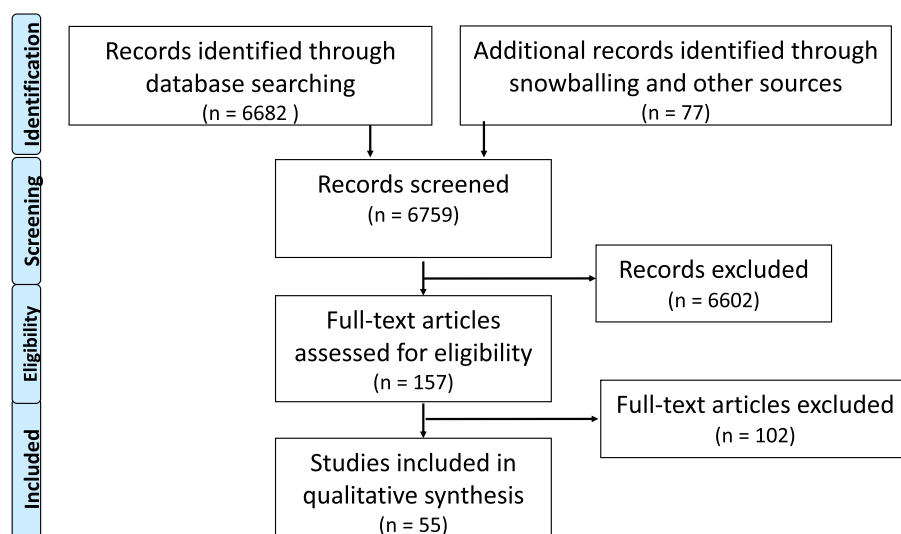 Identification
Records identified through
database searching
(n = 6682 )
Additional records identified through
snowballing and other sources
(n = 77)
Screening
Records screened
(n = 6759)
Records excluded
(n = 6602)
Eligibility
Full-text articles
assessed for eligibility
(n = 157)
Full-text articles excluded
(n = 102)
Included
Studies included in
qualitative synthesis
(n = 55)